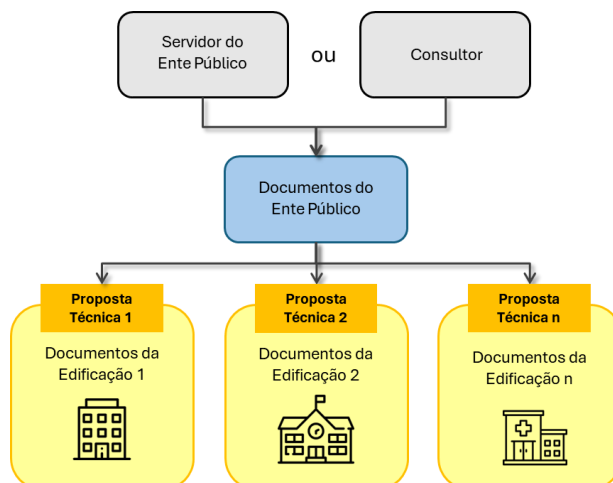 Servidor do
Ente Público
ou
Consultor
Documentos do
Ente Público
Proposta
Técnica 1
Documentos da
Edificação 1
Proposta
Técnica 2
Documentos da
Edificação 2
Proposta
Técnica n
Documentos da
Edificação n